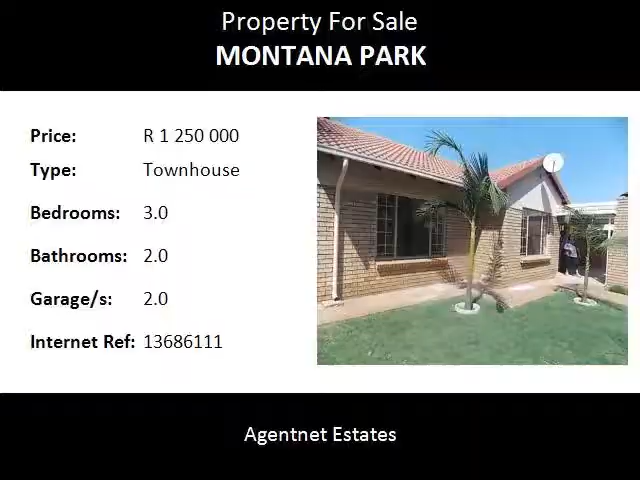 Property For Sale
MONTANA PARK
Price: R 1 250 000
Type: Townhouse
Bedrooms: 3.0
Bathrooms: 2.0
Garage/s: 2.0
Internet Ref: 13686111
Agentnet Estates